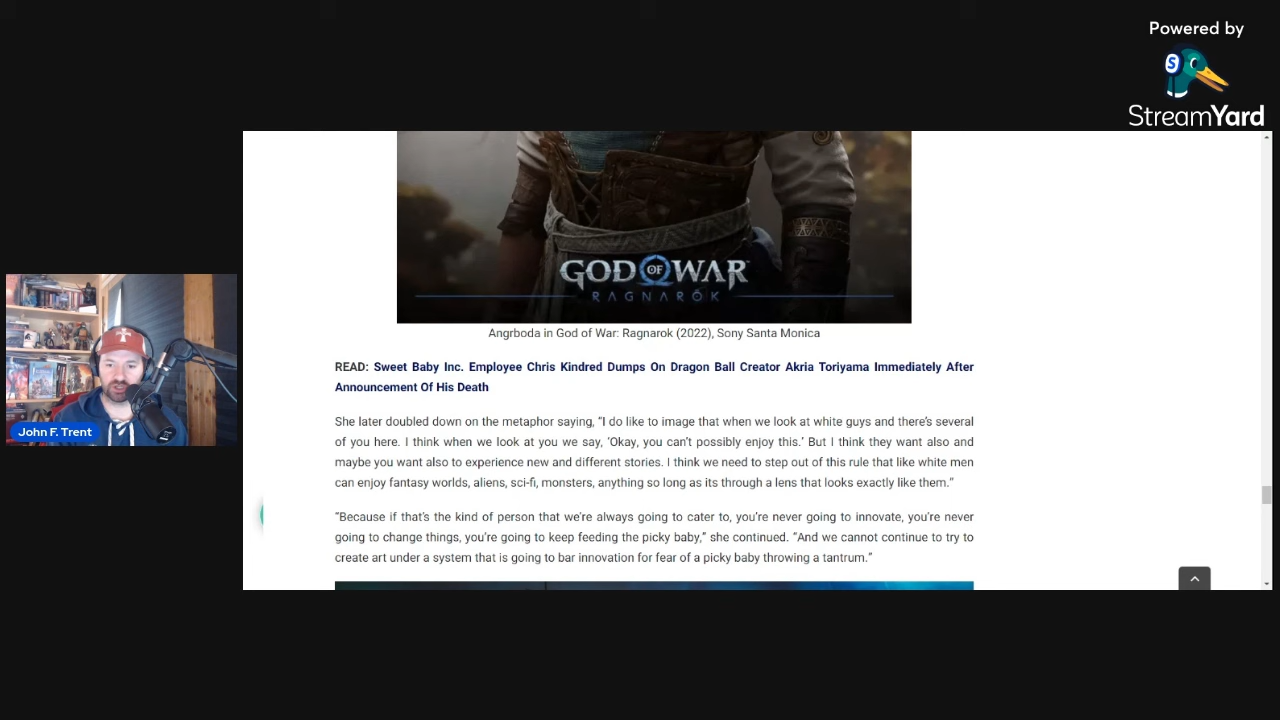 Powered by
S
StreamYard
GOD OF WAR
RAGNARÖK
Angrboda in God of War: Ragnarok (2022), Sony Santa Monica
READ: Sweet Baby Inc. Employee Chris Kindred Dumps On Dragon Ball Creator Akria Toriyama Immediately After
Announcement Of His Death
She later doubled down on the metaphor saying, “I do like to image that when we look at white guys and there’s several
of you here. I think when we look at you we say, ‘Okay, you can’t possibly enjoy this.’ But I think they want also and
maybe you want also to experience new and different stories. I think we need to step out of this rule that like white men
can enjoy fantasy worlds, aliens, sci-fi, monsters, anything so long as its through a lens that looks exactly like them.”
“Because if that’s the kind of person that we’re always going to cater to, you’re never going to innovate, you’re never
going to change things, you’re going to keep feeding the picky baby,” she continued. “And we cannot continue to try to
create art under a system that is going to bar innovation for fear of a picky baby throwing a tantrum.”
John F. Trent